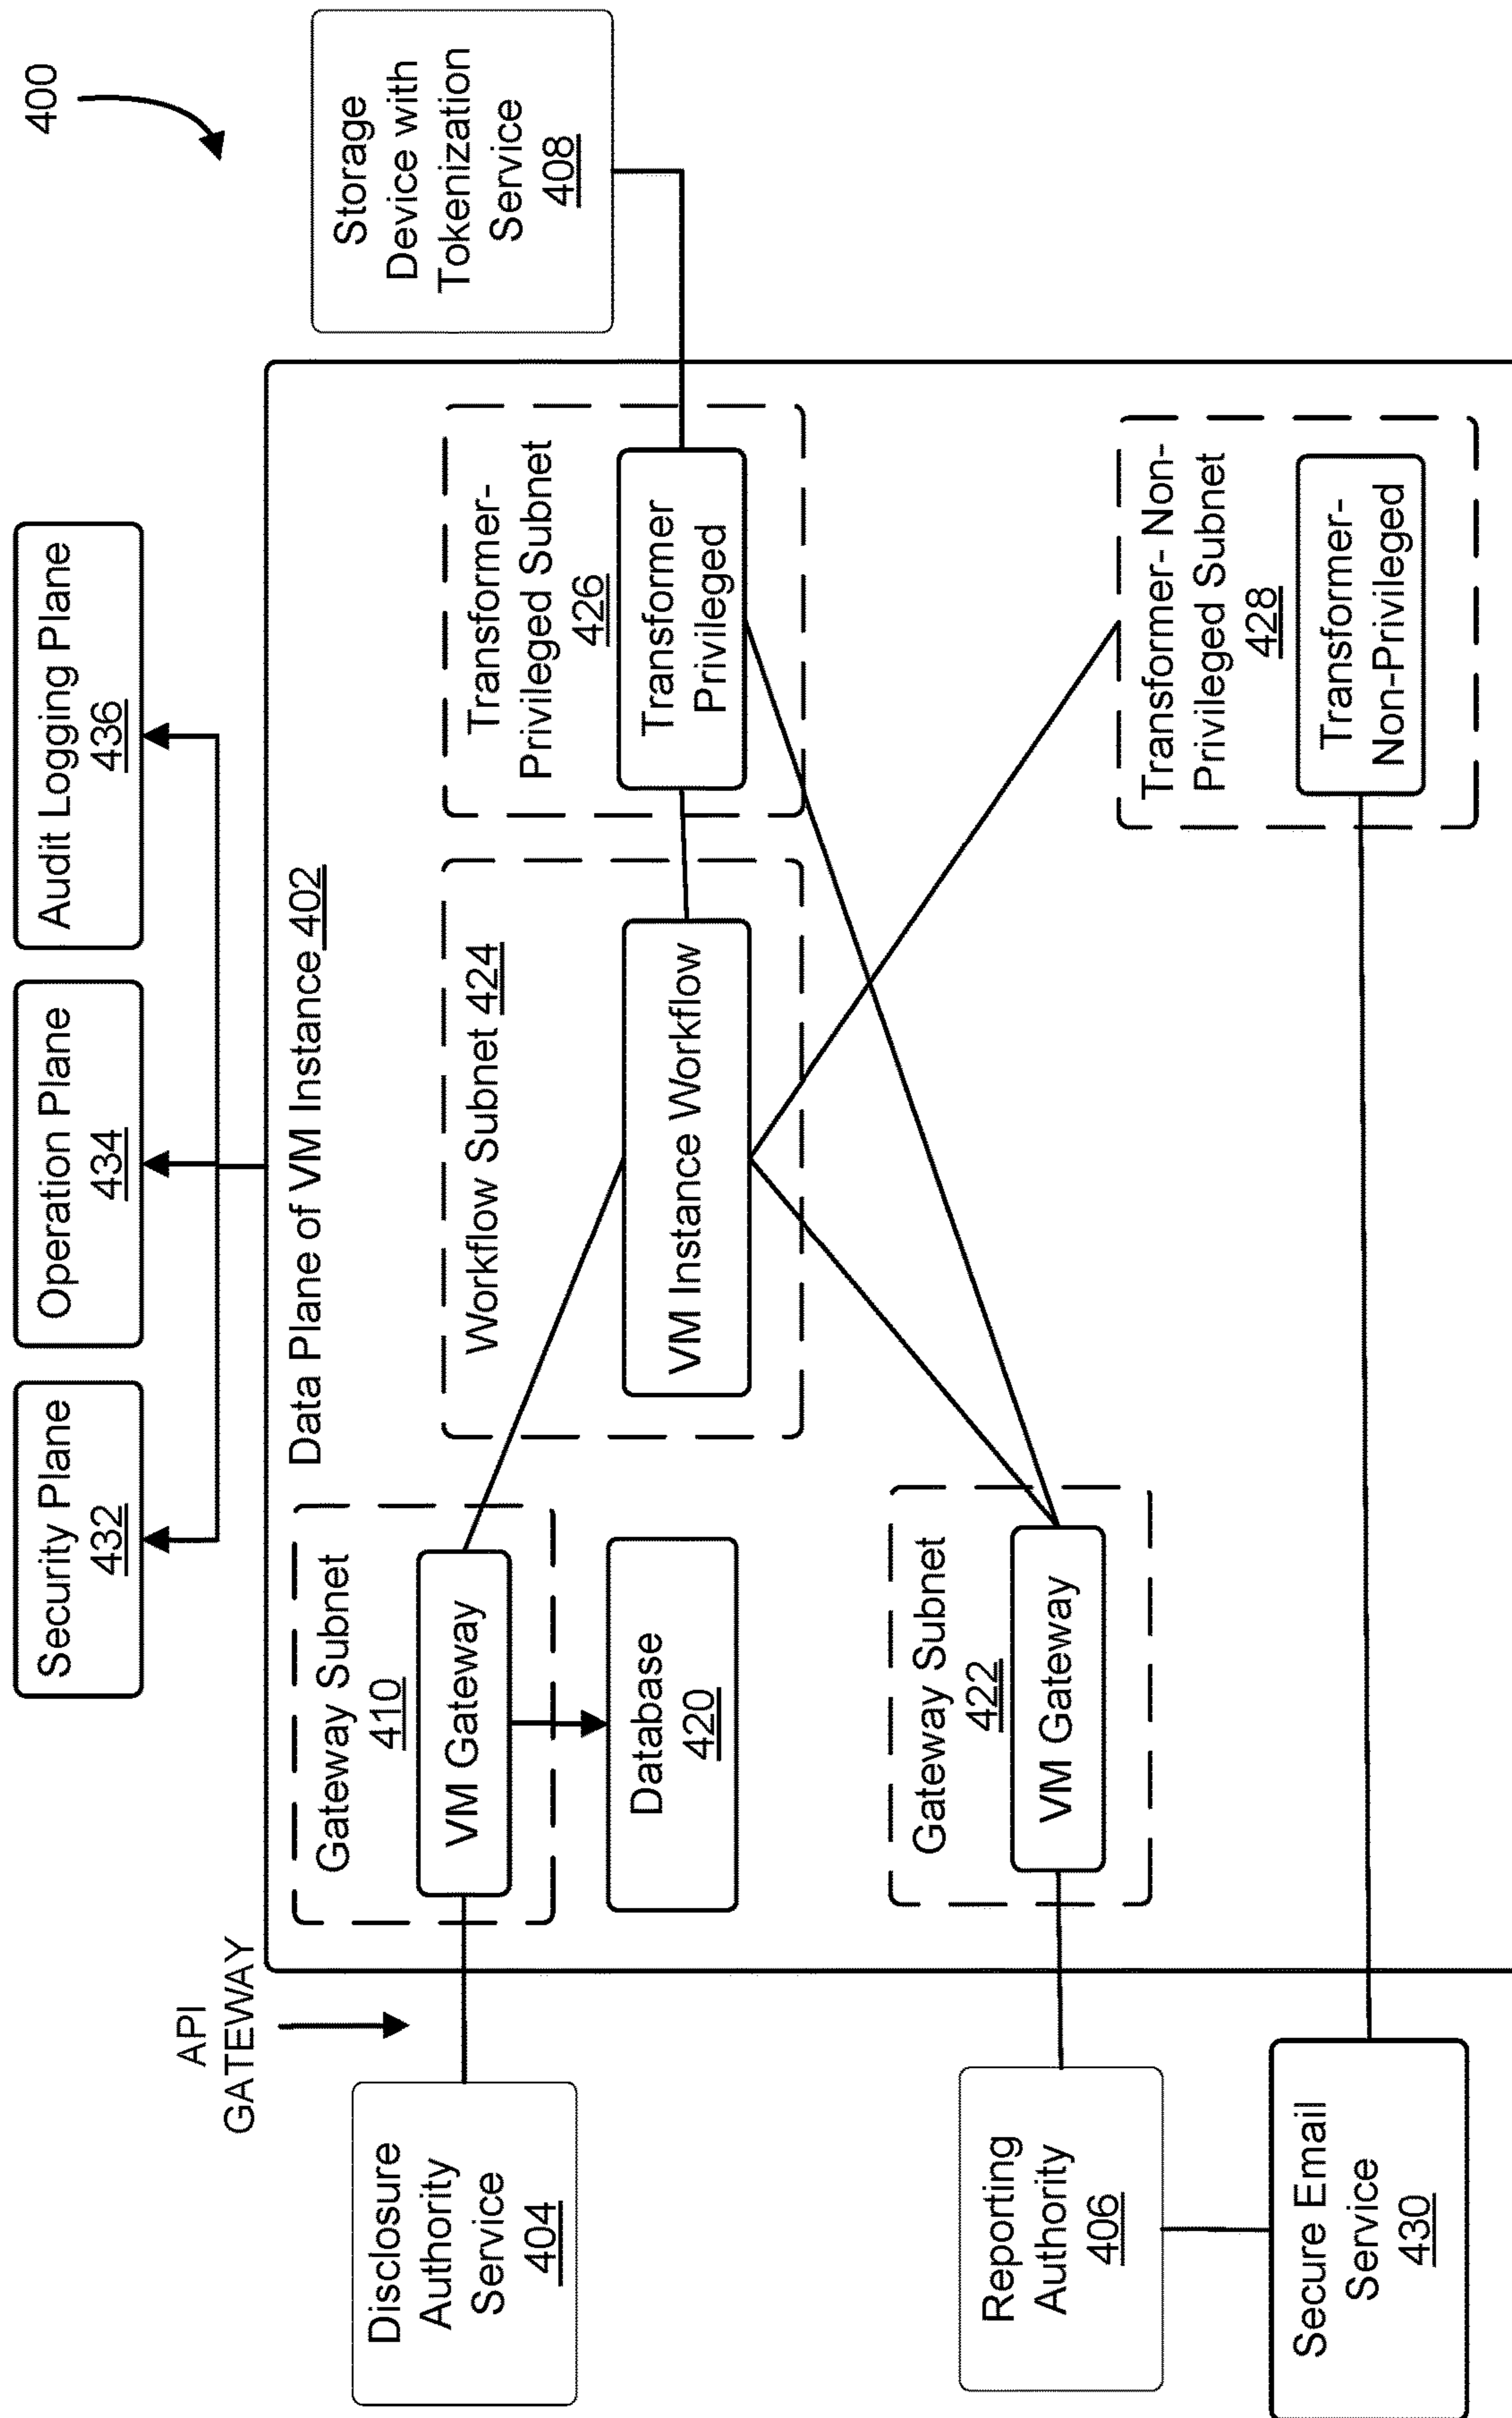 400
Security Plane
432
Operation Plane
434
Audit Logging Plane
436
API
GATEWAY
Data Plane of VM Instance 402
Disclosure
Authority
Service
404
Gateway Subnet
410
VM Gateway
Database
420
Workflow Subnet 424
VM Instance Workflow
Transformer-
Privileged Subnet
426
Transformer
Privileged
Storage
Device with
Tokenization
Service
408
Reporting
Authority
406
Gateway Subnet
422
VM Gateway
Transformer- Non-
Privileged Subnet
428
Transformer-
Non-Privileged
Secure Email
Service
430